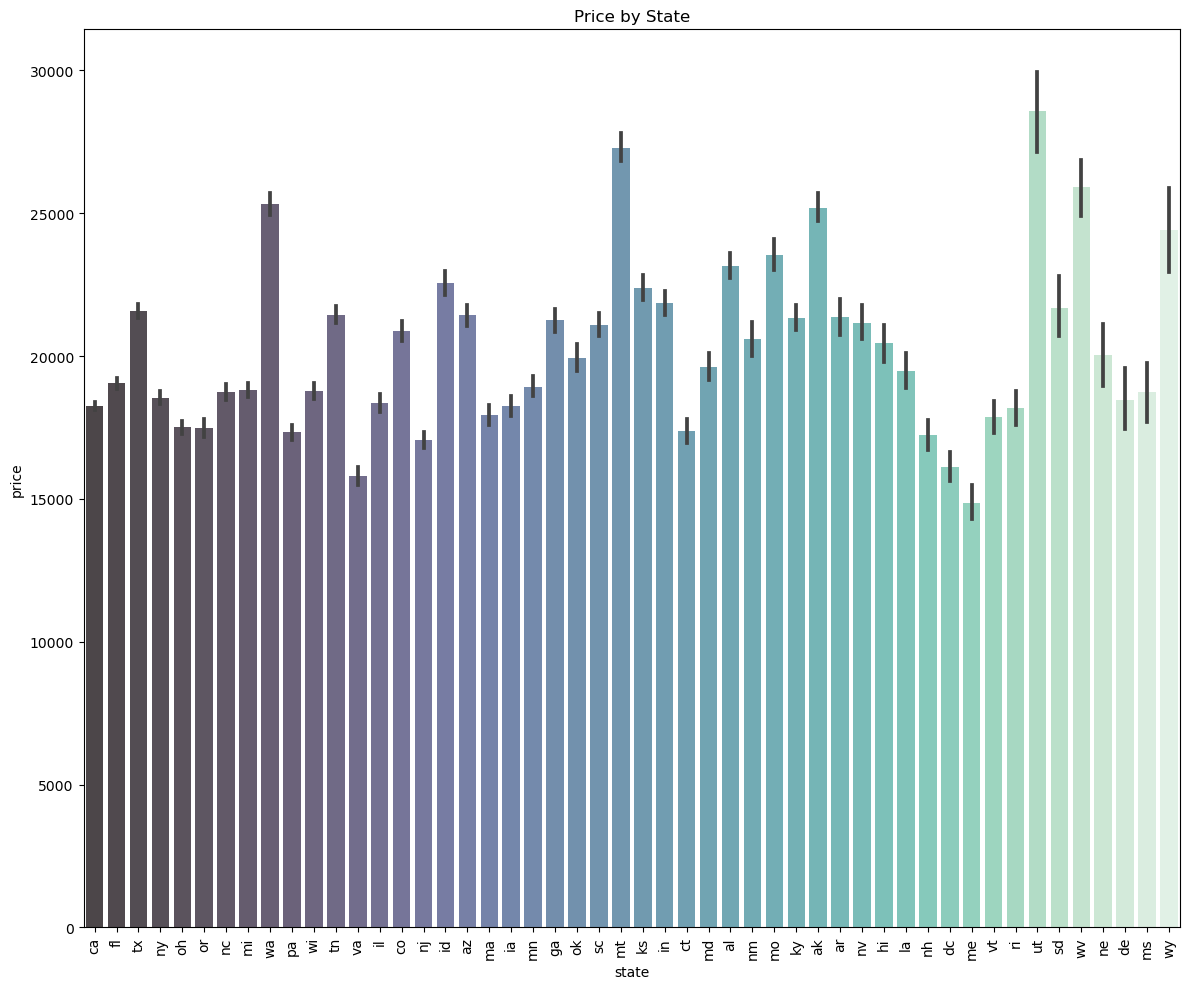 Price by State
price
30000
25000
20000
15000
10000
5000
0
ca fl tx ny oh or nc mi wa pa wi tn va il co nj id az ma ia mn ga ok sc mt ks in ct md al nm mo ky ak ar nv hi la nh dc me vt ri ut sd wv ne de ms wy
state